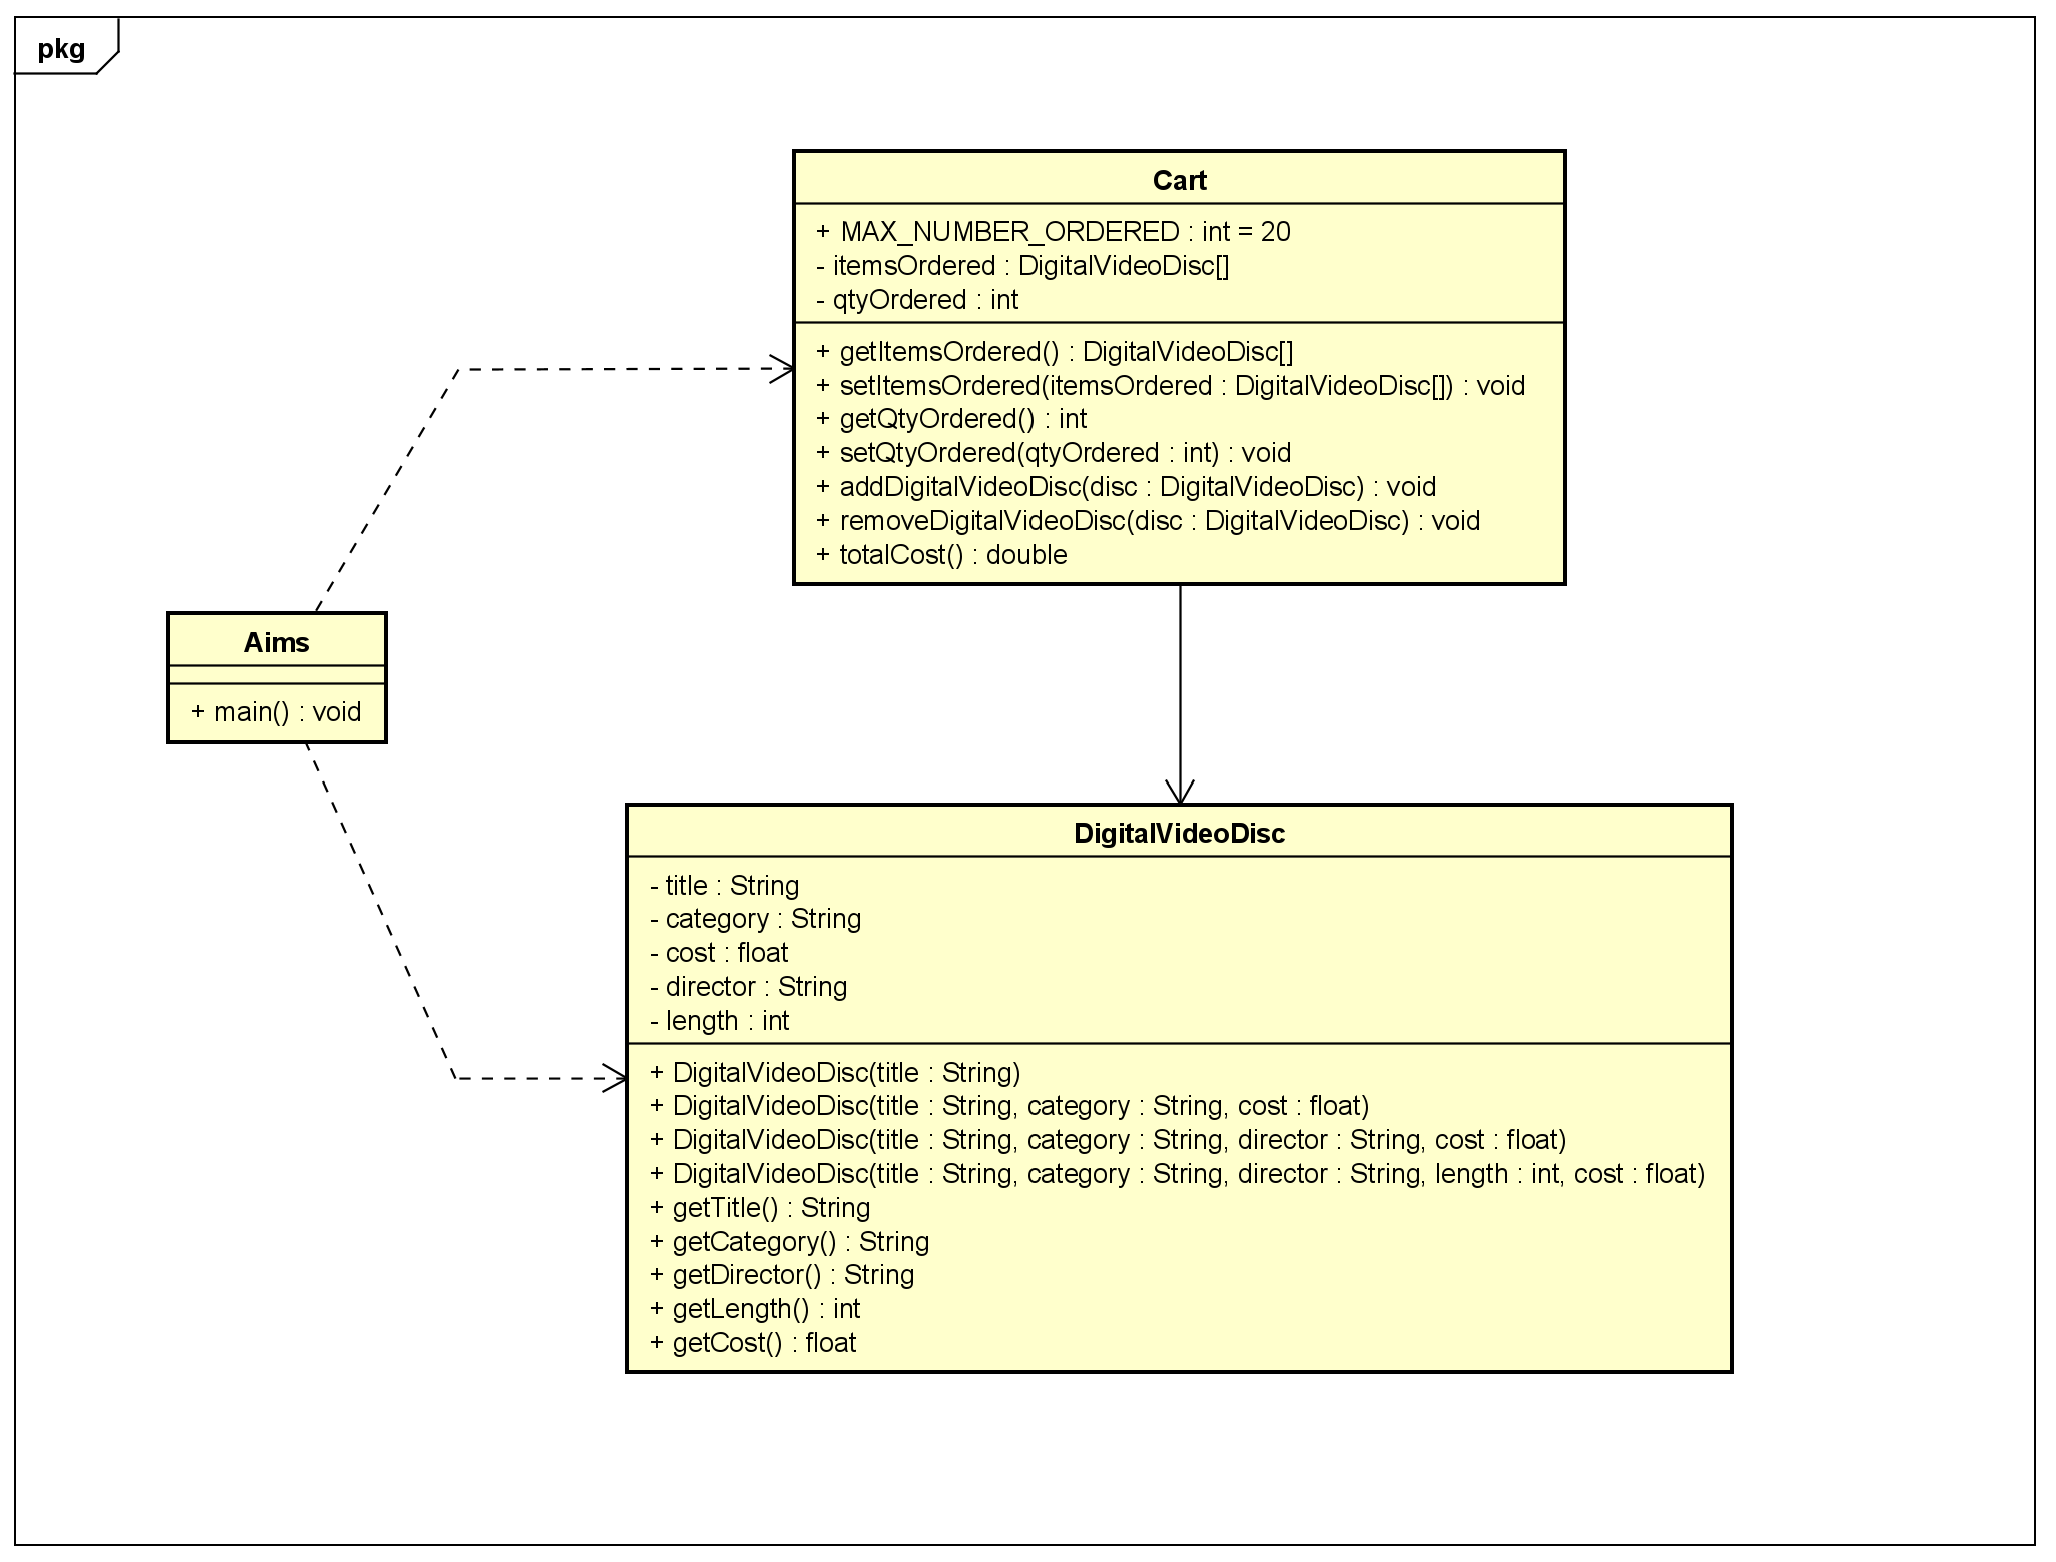 pkg
Cart
+ MAX_NUMBER_ORDERED : int = 20
- itemsOrdered : DigitalVideoDisc[]
- qtyOrdered : int
+ getItemsOrdered() : DigitalVideoDisc[]
+ setItemsOrdered(itemsOrdered : DigitalVideoDisc[]) : void
+ getQtyOrdered() : int
+ setQtyOrdered(qtyOrdered : int) : void
+ addDigitalVideoDisc(disc : DigitalVideoDisc) : void
+ removeDigitalVideoDisc(disc : DigitalVideoDisc) : void
+ totalCost() : double
Aims
+ main() : void
DigitalVideoDisc
- title : String
- category : String
- cost : float
- director : String
- length : int
+ DigitalVideoDisc(title : String)
+ DigitalVideoDisc(title : String, category : String, cost : float)
+ DigitalVideoDisc(title : String, category : String, director : String, cost : float)
+ DigitalVideoDisc(title : String, category : String, director : String, length : int, cost : float)
+ getTitle() : String
+ getCategory() : String
+ getDirector() : String
+ getLength() : int
+ getCost() : float